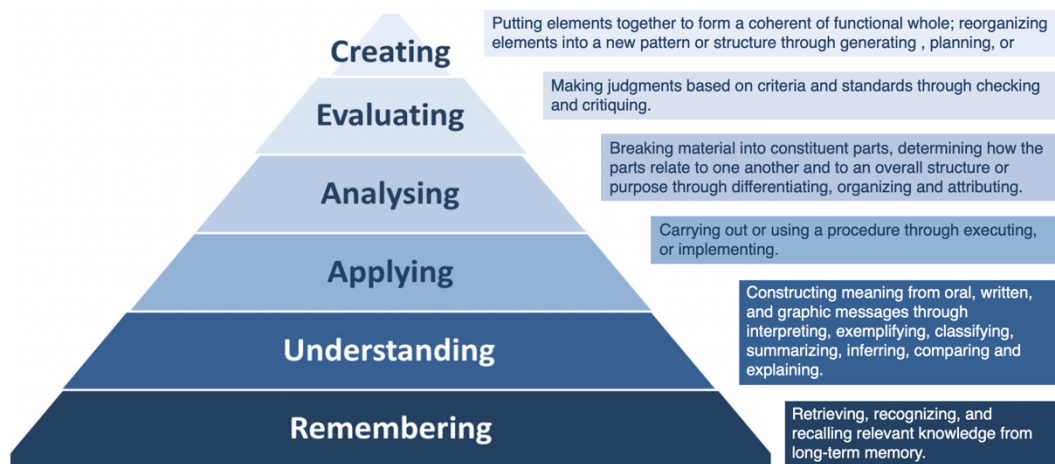 Creating
Putting elements together to form a coherent of functional whole; reorganizing
elements into a new pattern or structure through generating , planning, or
Evaluating
Making judgments based on criteria and standards through checking
and critiquing.
Analysing
Breaking material into constituent parts, determining how the
parts relate to one another and to an overall structure or
purpose through differentiating, organizing and attributing.
Applying
Carrying out or using a procedure through executing,
or implementing.
Understanding
Constructing meaning from oral, written,
and graphic messages through
interpreting, exemplifying, classifying,
summarizing, inferring, comparing and
explaining.
Remembering
Retrieving, recognizing, and
recalling relevant knowledge from
long-term memory.